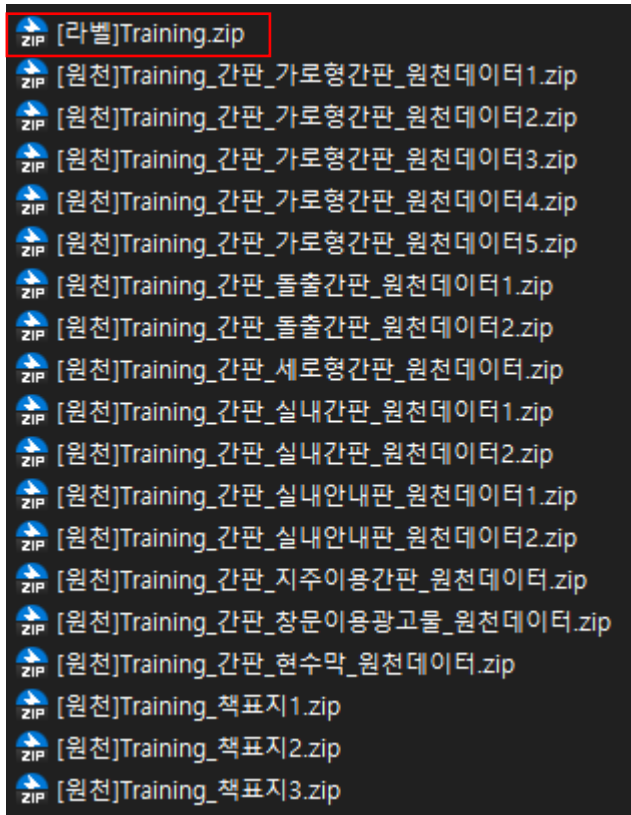 ZIP [라벨]Training.zip
ZIP [원천]Training_간판_가로형간판_원천데이터1.zip
ZIP [원천]Training_간판_가로형간판_원천데이터2.zip
ZIP [원천]Training_간판_가로형간판_원천데이터3.zip
ZIP [원천]Training_간판_가로형간판_원천데이터4.zip
ZIP [원천]Training_간판_가로형간판_원천데이터5.zip
ZIP [원천]Training_간판_돌출간판_원천데이터1.zip
ZIP [원천]Training_간판_돌출간판_원천데이터2.zip
ZIP [원천]Training_간판_세로형간판_원천데이터.zip
ZIP [원천]Training_간판_실내간판_원천데이터1.zip
ZIP [원천]Training_간판_실내간판_원천데이터2.zip
ZIP [원천]Training_간판_실내안내판_원천데이터1.zip
ZIP [원천]Training_간판_실내안내판_원천데이터2.zip
ZIP [원천]Training_간판_지주이용간판_원천데이터.zip
ZIP [원천]Training_간판_창문이용광고물_원천데이터.zip
ZIP [원천]Training_간판_현수막_원천데이터.zip
ZIP [원천]Training_책표지1.zip
ZIP [원천]Training_책표지2.zip
ZIP [원천]Training_책표지3.zip